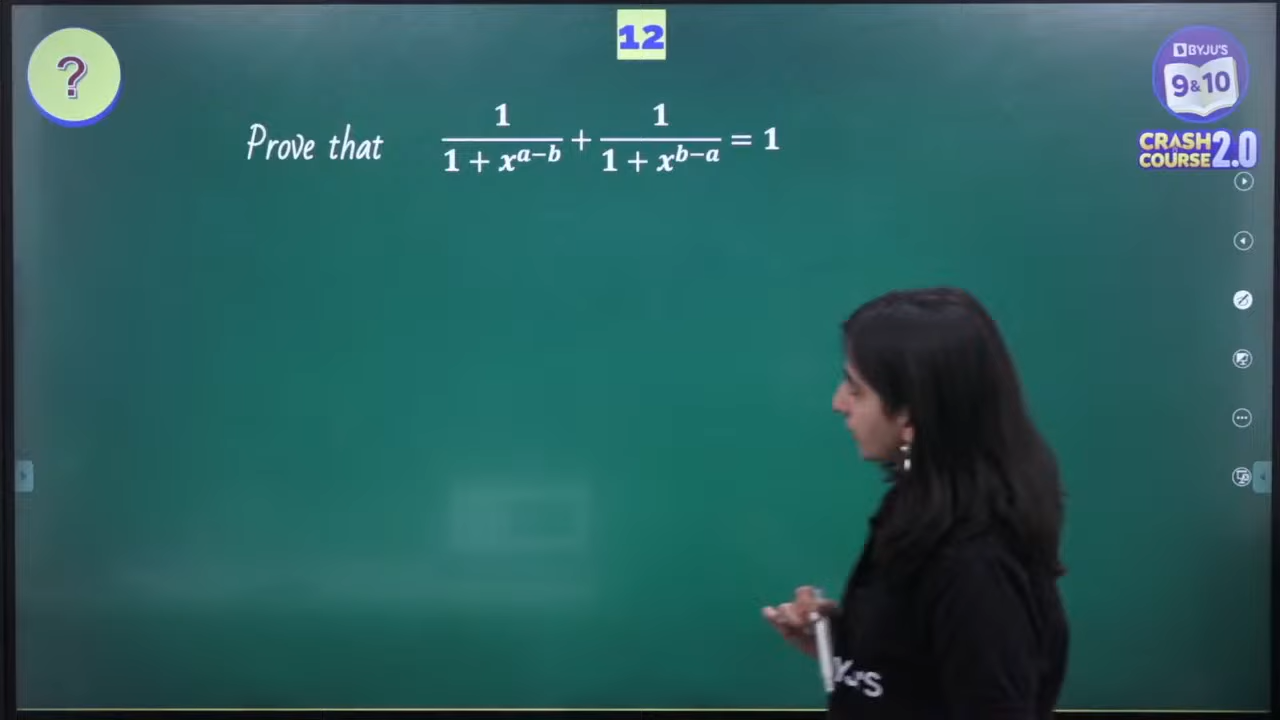 12
?
BYJU'S
9&10
CRASH
COURSE 2.0
Prove that 1/(1 + x^(a−b)) + 1/(1 + x^(b−a)) = 1